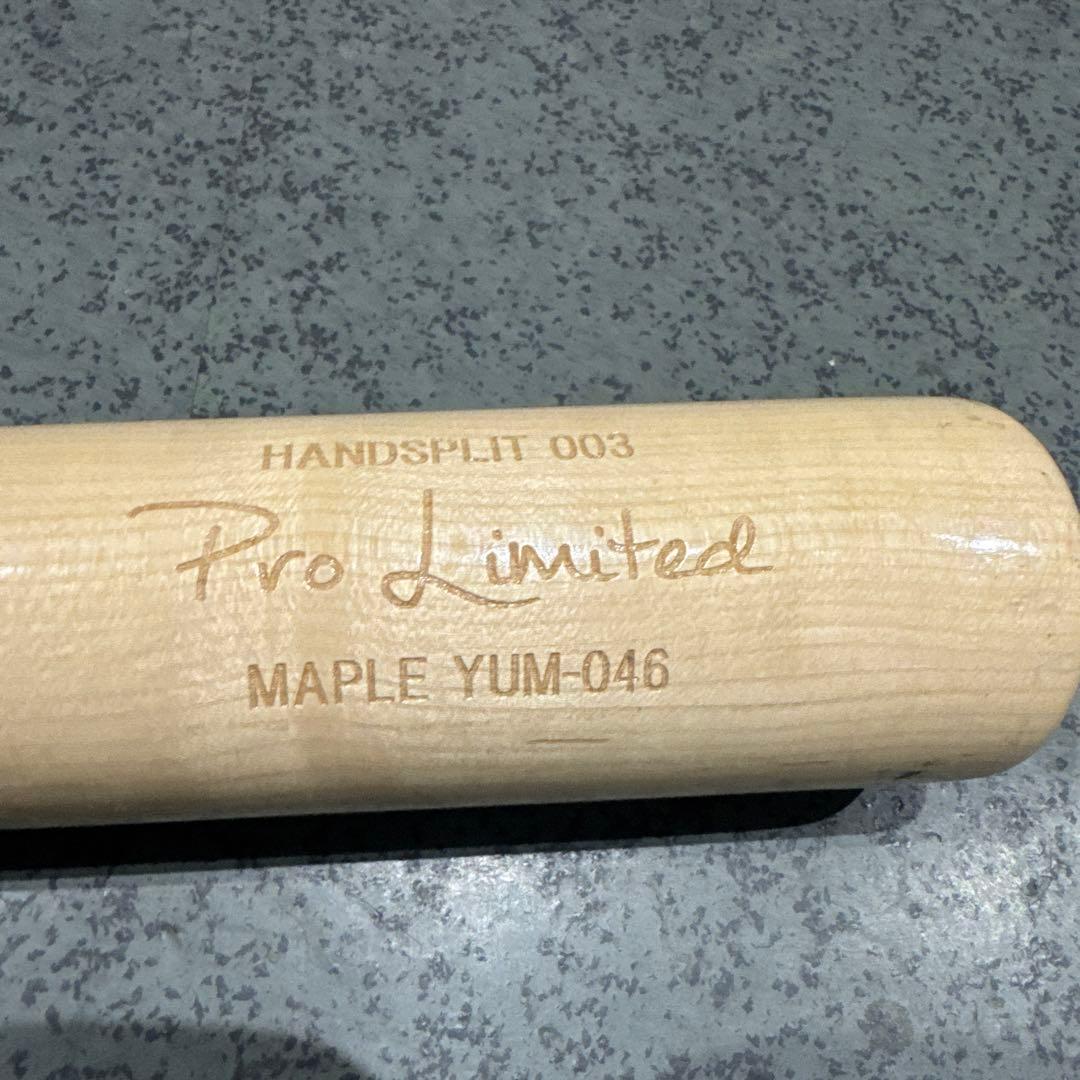 HANDSPLIT 003
Pro Limited
MAPLE YUM-046